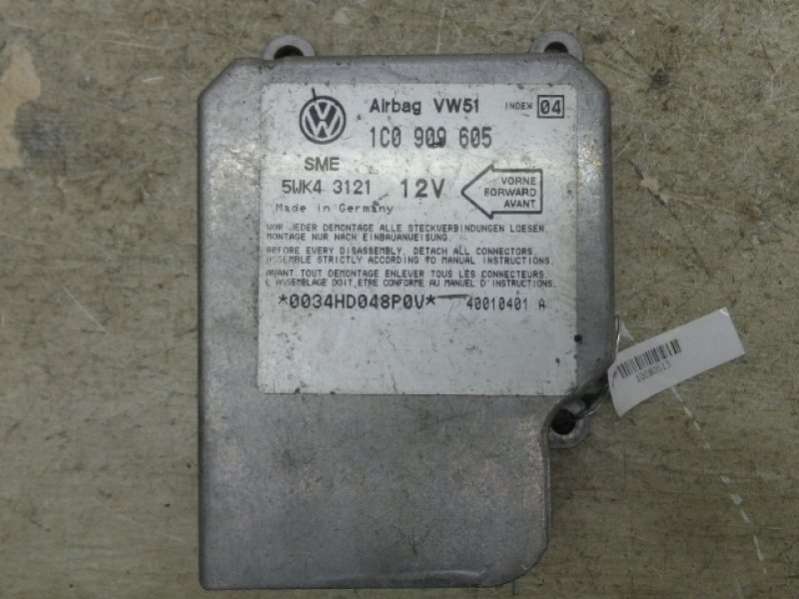 Airbag VW51 INDEX 04
1C0 909 605
SME
5WK4 3121 12V
VORNE
FORWARD
AVANT
Made in Germany
VOR JEDER DEMONTAGE ALLE STECKVERBINDUNGEN LOESEN.
MONTAGE NUR NACH EINBAUANWEISUNG.
BEFORE EVERY DISASSEMBLY, DETACH ALL CONNECTORS.
ASSEMBLE STRICTLY ACCORDING TO MANUAL INSTRUCTIONS.
AVANT TOUT DEMONTAGE ENLEVER TOUS LES CONNECTEURS.
L'ASSEMBLAGE DOIT, ETRE CONFORME AU MANUEL D'INSTRUCTIONS.
*0034HD048P0V* 40010401 A